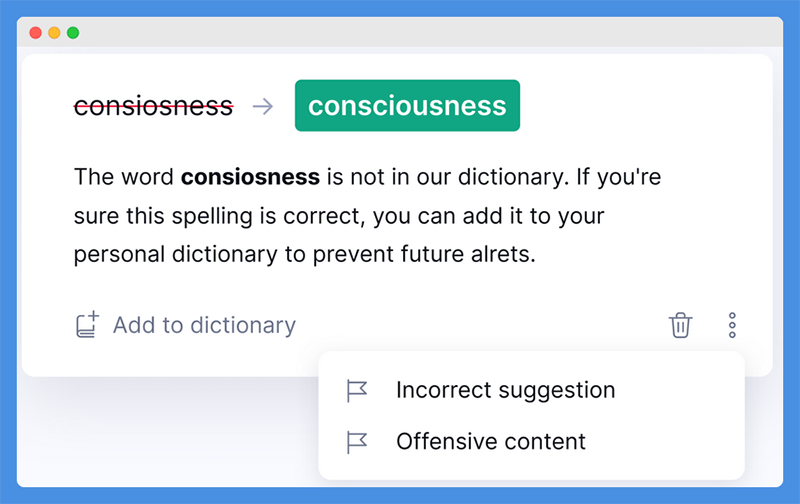 consiosness → consciousness
The word consiosness is not in our dictionary. If you're
sure this spelling is correct, you can add it to your
personal dictionary to prevent future alrets.
Add to dictionary
Incorrect suggestion
Offensive content